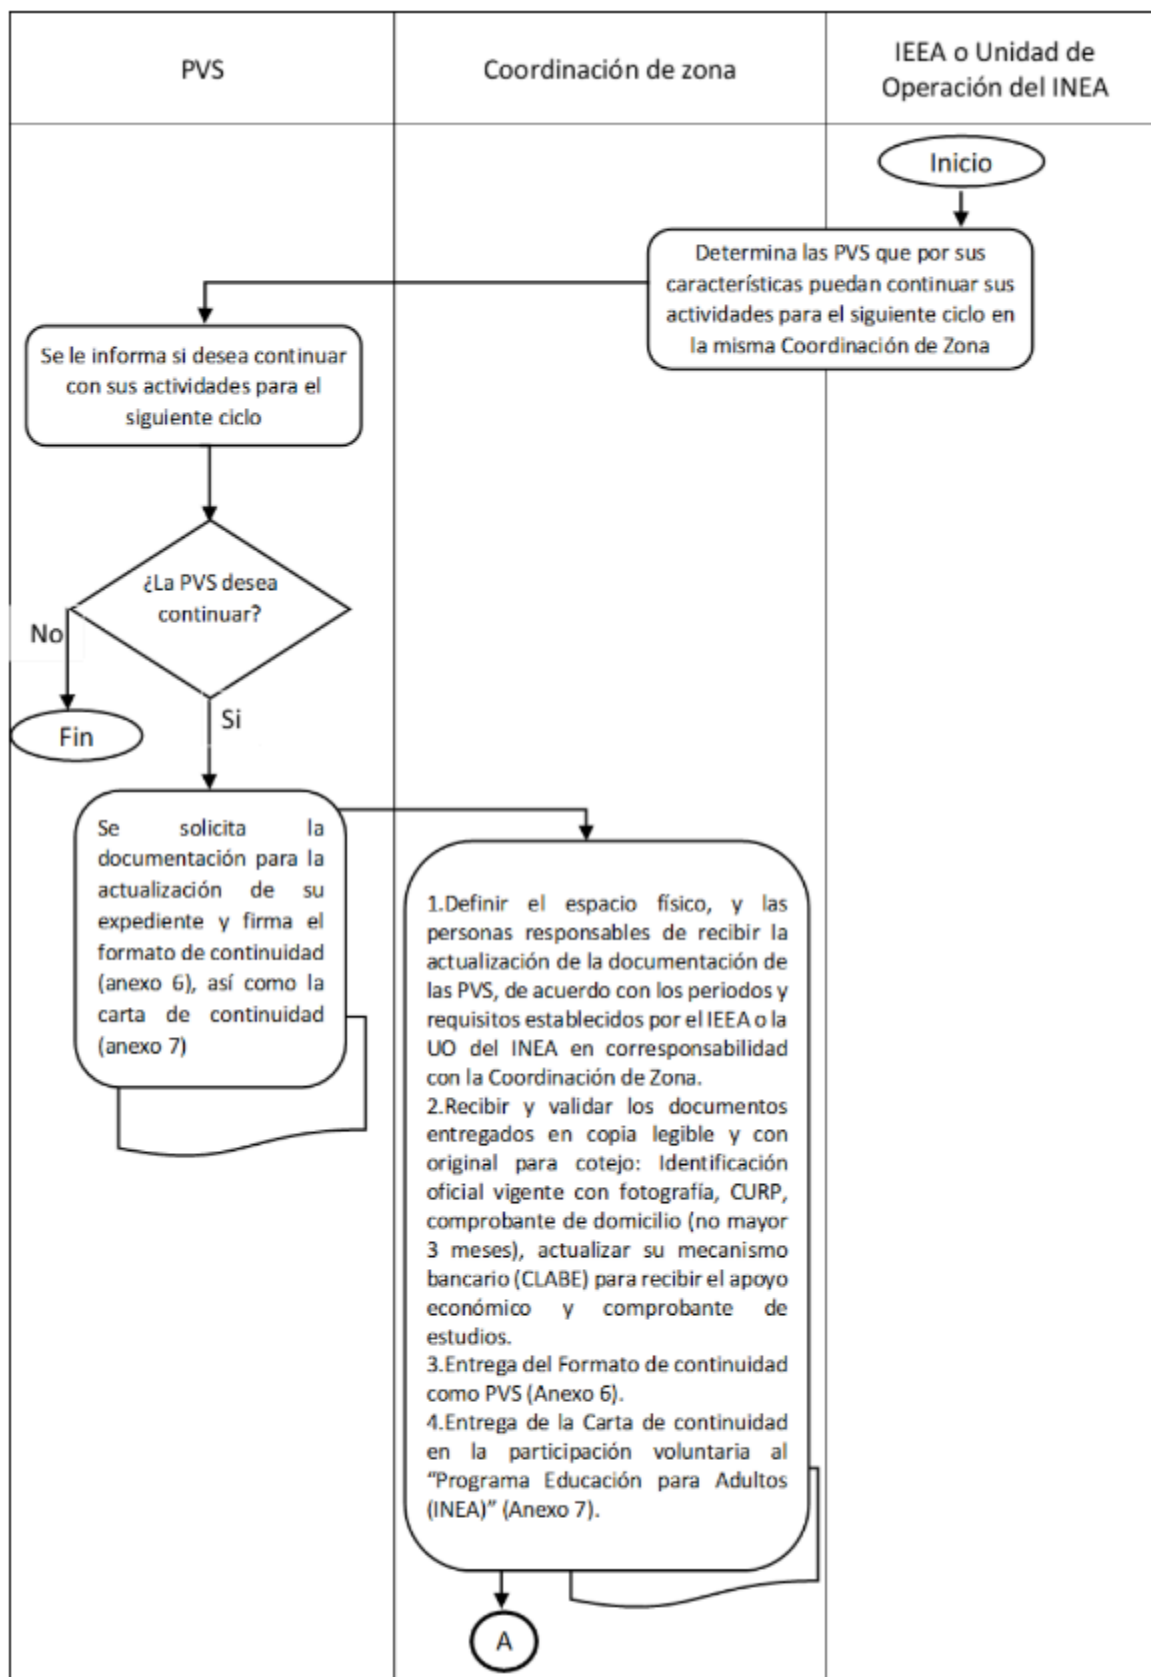 PVS
Coordinación de zona
IEEA o Unidad de
Operación del INEA
Inicio
Determina las PVS que por sus
características puedan continuar sus
actividades para el siguiente ciclo en
la misma Coordinación de Zona
Se le informa si desea continuar
con sus actividades para el
siguiente ciclo
¿La PVS desea
continuar?
No
Fin
Si
Se solicita la
documentación para la
actualización de su
expediente y firma el
formato de continuidad
(anexo 6), así como la
carta de continuidad
(anexo 7)
1.Definir el espacio físico, y las
personas responsables de recibir la
actualización de la documentación de
las PVS, de acuerdo con los periodos y
requisitos establecidos por el IEEA o la
UO del INEA en corresponsabilidad
con la Coordinación de Zona.
2.Recibir y validar los documentos
entregados en copia legible y con
original para cotejo: Identificación
oficial vigente con fotografía, CURP,
comprobante de domicilio (no mayor
3 meses), actualizar su mecanismo
bancario (CLABE) para recibir el apoyo
económico y comprobante de
estudios.
3.Entrega del Formato de continuidad
como PVS (Anexo 6).
4.Entrega de la Carta de continuidad
en la participación voluntaria al
“Programa Educación para Adultos
(INEA)” (Anexo 7).
A